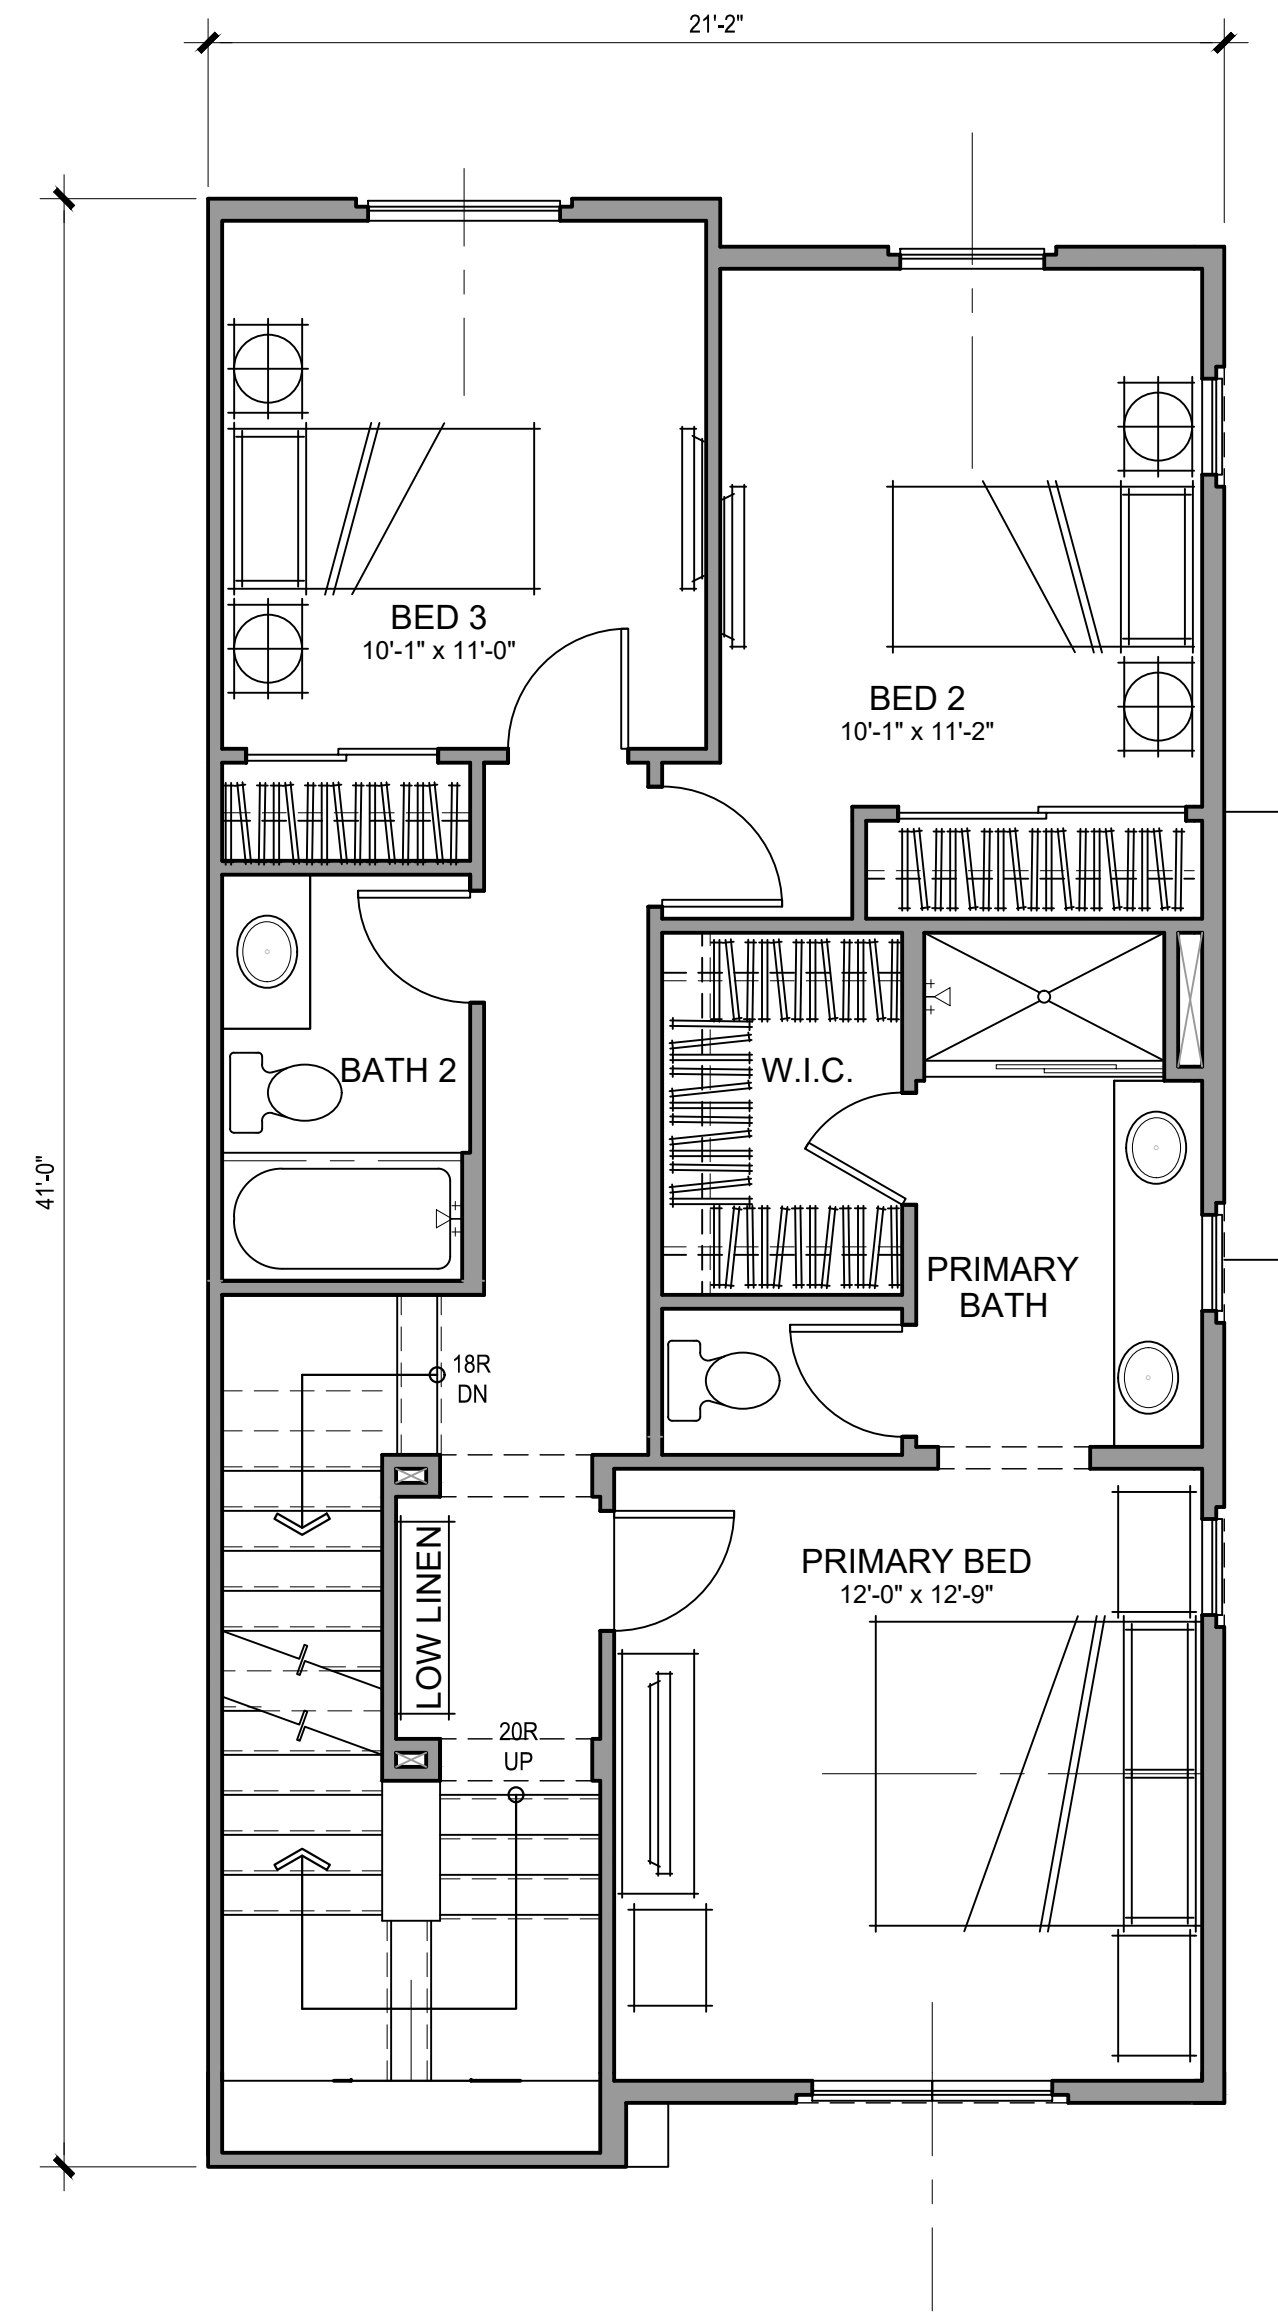 21'-2"
41'-0"
BED 3
10'-1" x 11'-0"
BED 2
10'-1" x 11'-2"
BATH 2
W.I.C.
PRIMARY
BATH
18R
DN
LOW LINEN
PRIMARY BED
12'-0" x 12'-9"
20R
UP